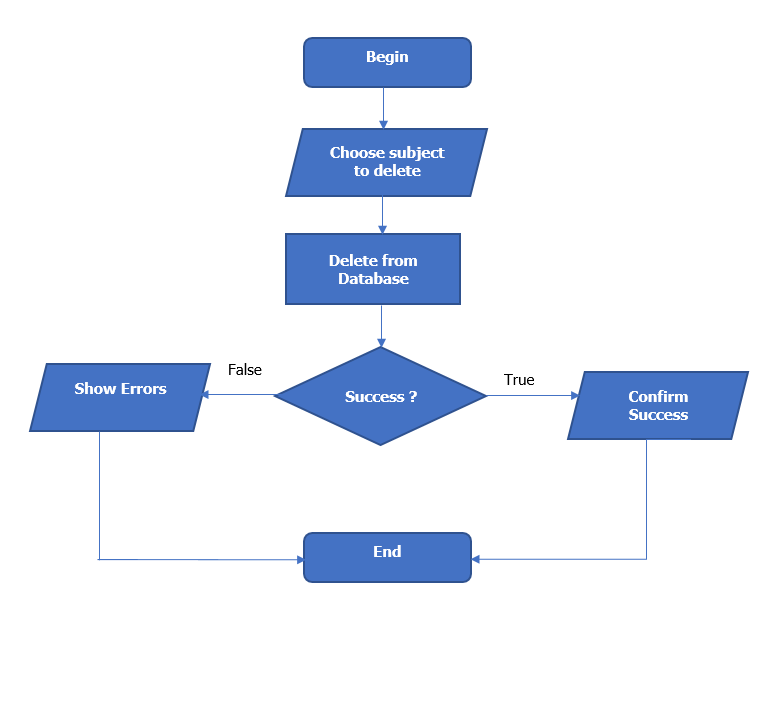 Begin
Choose subject
to delete
Delete from
Database
False
True
Show Errors
Success ?
Confirm
Success
End